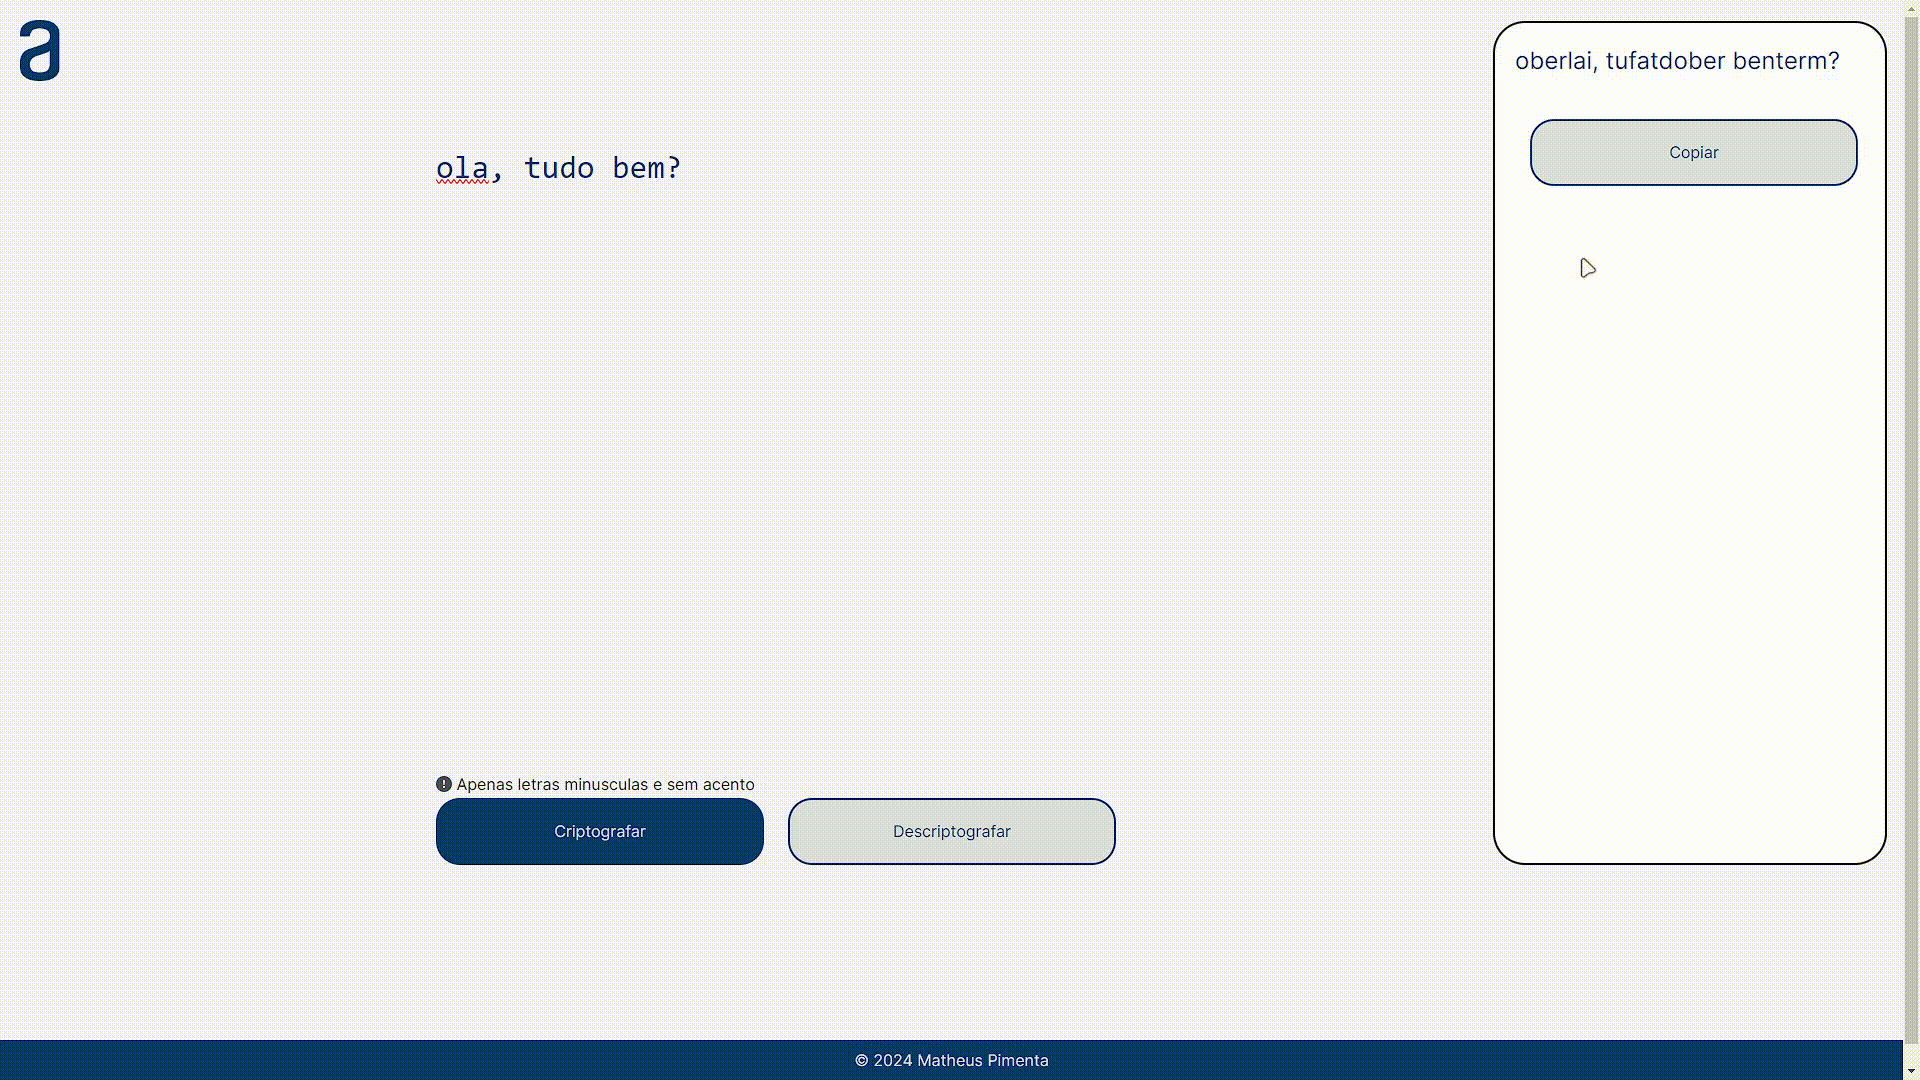 a
ola, tudo bem?
Apenas letras minusculas e sem acento
Criptografar
Descriptografar
oberlai, tufatdober benterm?
Copiar
© 2024 Matheus Pimenta